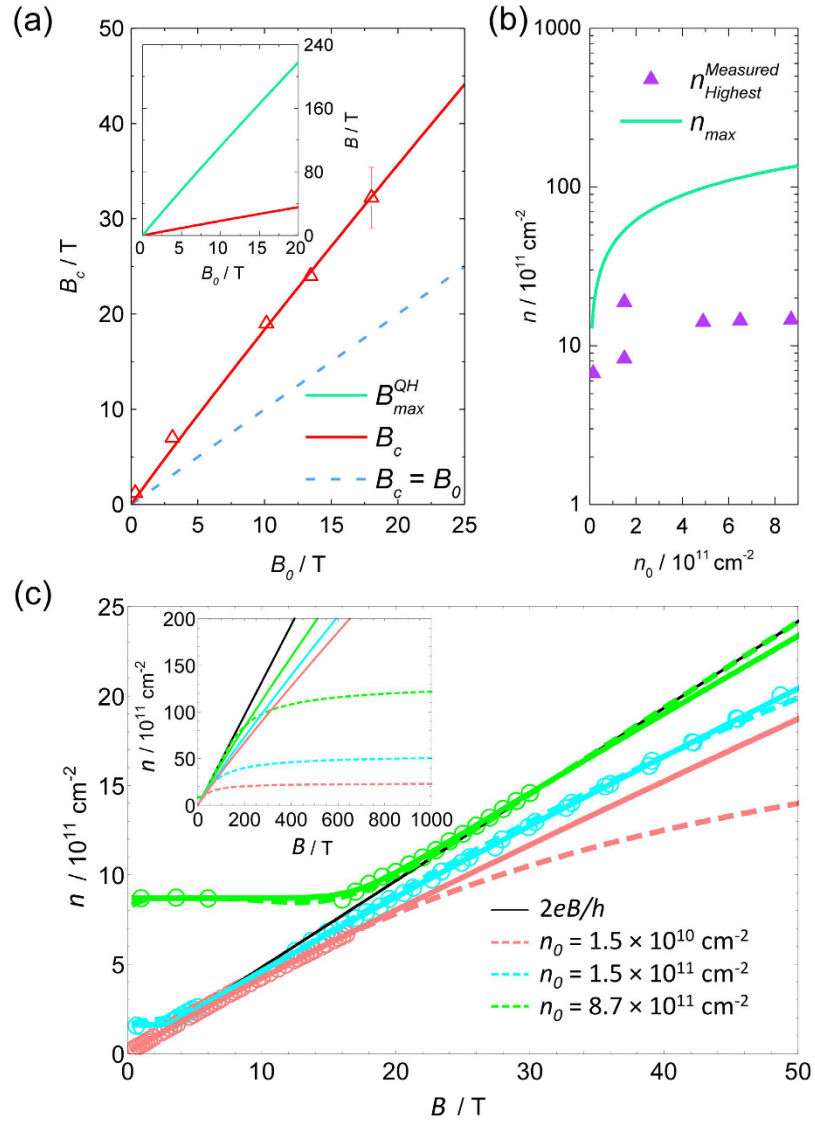 (a)
50
40
30
20
10
0
B_c / T
0 5 10 15 20 25
B_0 / T
240
160
80
0
B / T
0 5 10 15 20
B_0 / T
B_max^QH
B_c
B_c = B_0
(b)
1000
100
10
1
n / 10^11 cm^-2
n_Highest^Measured
n_max
0 2 4 6 8
n_0 / 10^11 cm^-2
(c)
25
20
15
10
5
0
n / 10^11 cm^-2
200
150
100
50
0
n / 10^11 cm^-2
0 200 400 600 800 1000
B / T
2eB/h
n_0 = 1.5 × 10^10 cm^-2
n_0 = 1.5 × 10^11 cm^-2
n_0 = 8.7 × 10^11 cm^-2
0 10 20 30 40 50
B / T